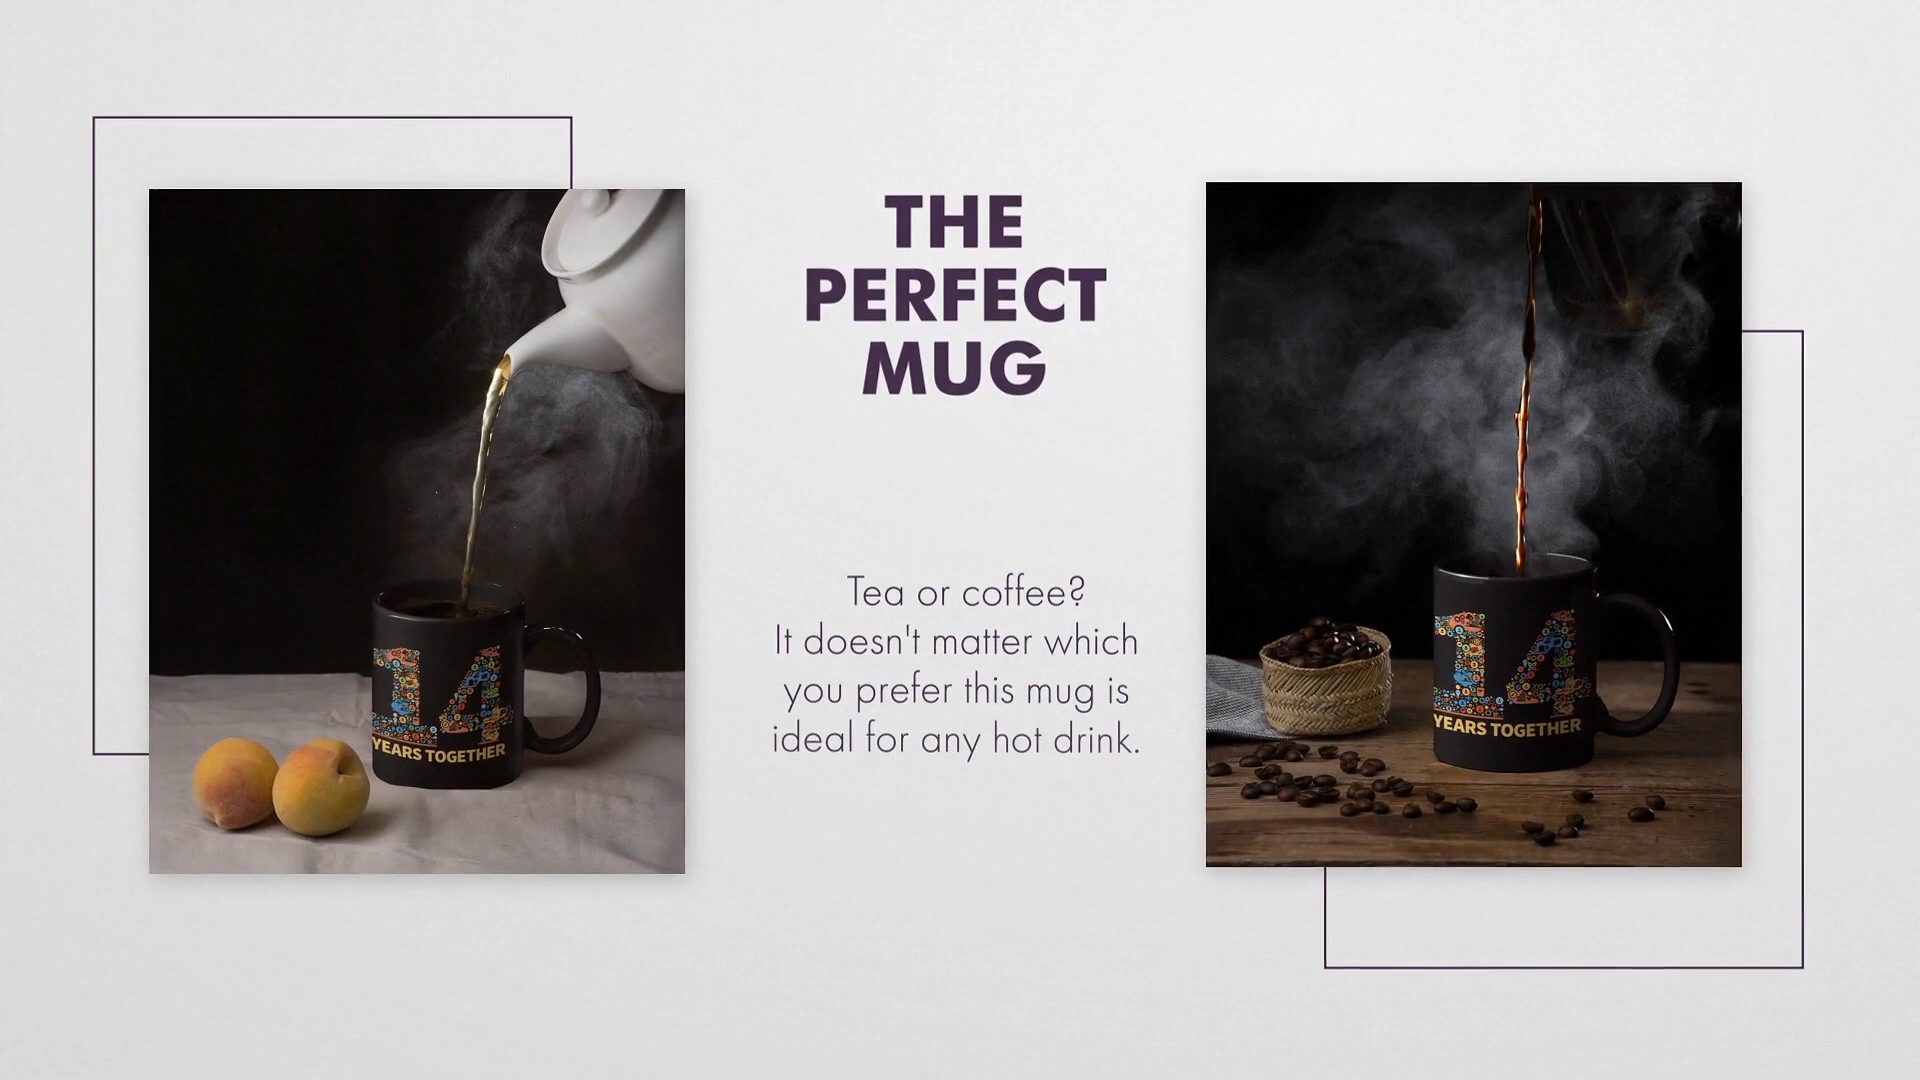 THE
PERFECT
MUG
Tea or coffee?
It doesn't matter which
you prefer this mug is
ideal for any hot drink.
14
YEARS TOGETHER
14
YEARS TOGETHER